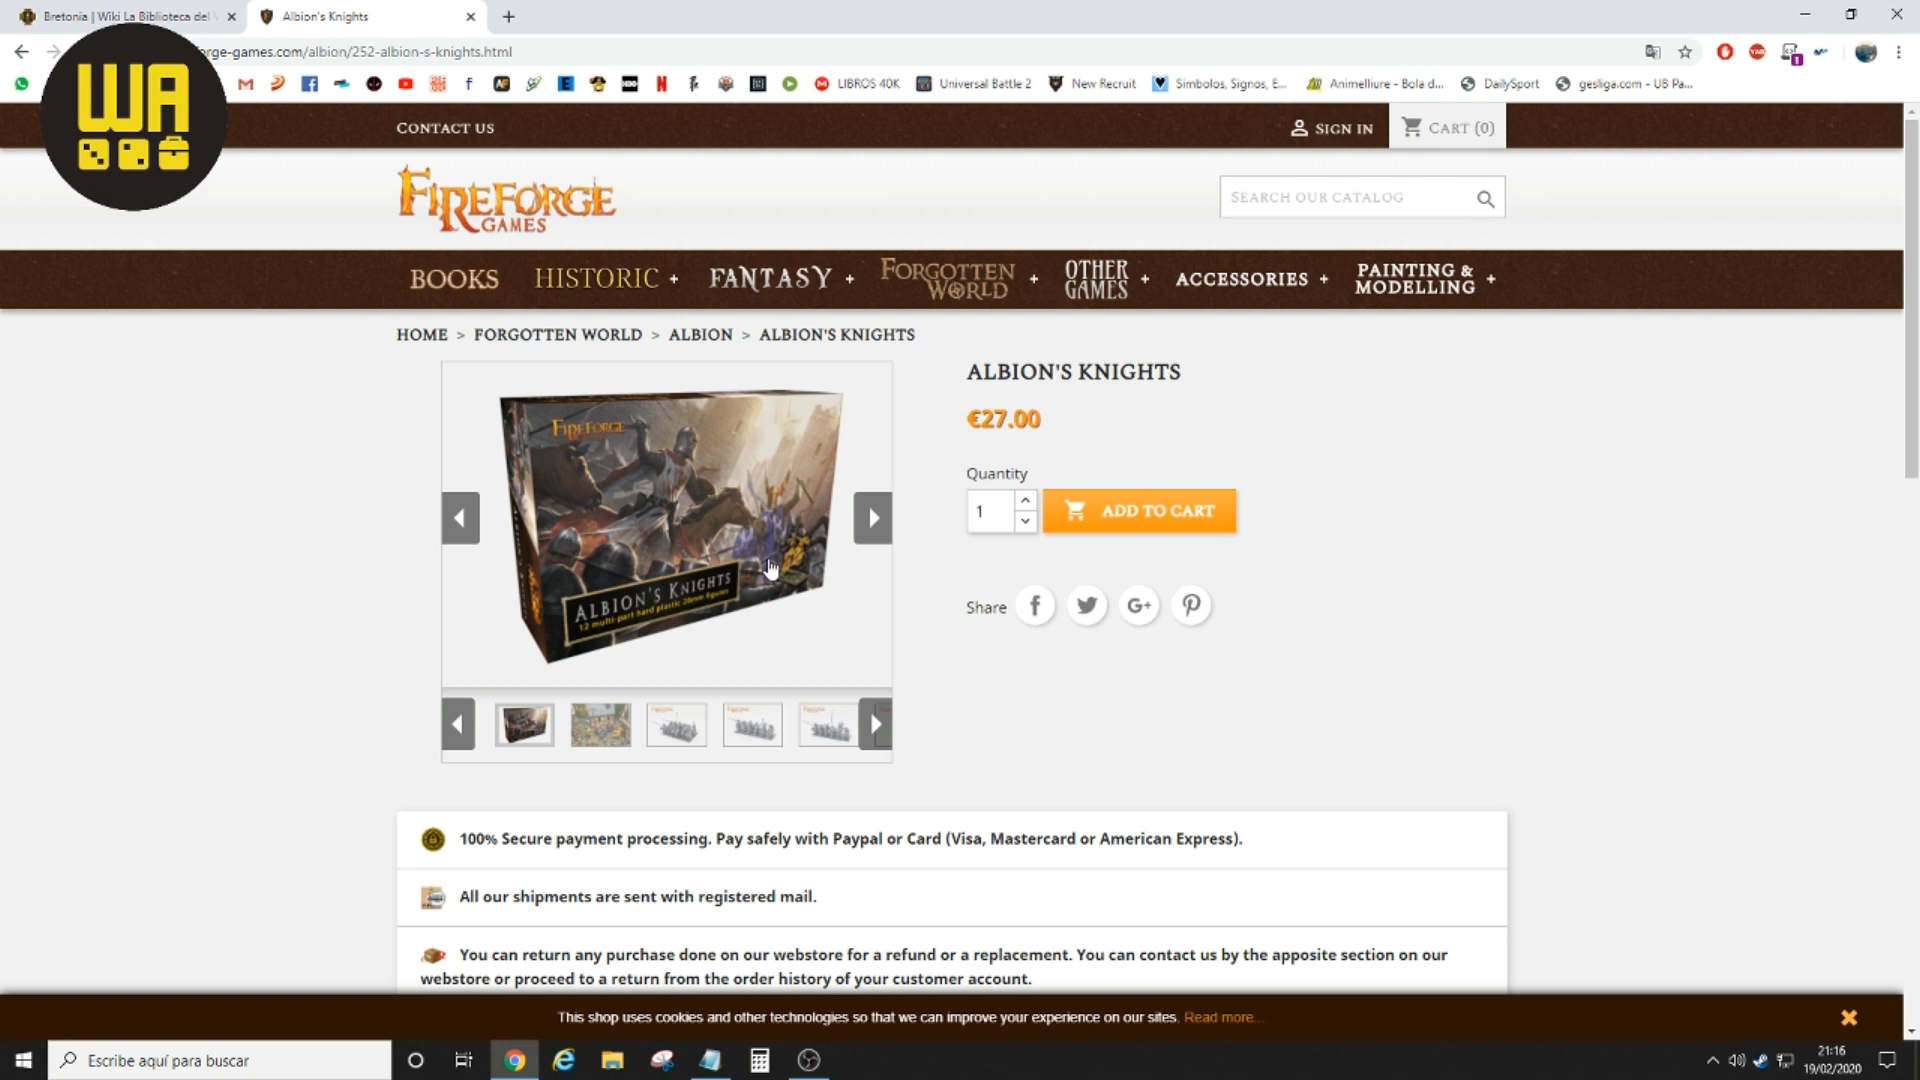 Bretonia | Wiki La Biblioteca del
Albion's Knights
orge-games.com/albion/252-albion-s-knights.html
LIBROS 40K
Universal Battle 2
New Recruit
Simbolos, Signos, E...
Animelliure - Bola d...
DailySport
gesliga.com - UB Pa...
WA
CONTACT US
SIGN IN
CART (0)
FIREFORGE
GAMES
SEARCH OUR CATALOG
BOOKS
HISTORIC +
FANTASY +
FORGOTTEN
WORLD +
OTHER
GAMES +
ACCESSORIES +
PAINTING &
MODELLING +
HOME > FORGOTTEN WORLD > ALBION > ALBION'S KNIGHTS
FIREFORGE
ALBION'S KNIGHTS
12 multi-part hard plastic 28mm figures
ALBION'S KNIGHTS
€27.00
Quantity
1
ADD TO CART
Share
100% Secure payment processing. Pay safely with Paypal or Card (Visa, Mastercard or American Express).
All our shipments are sent with registered mail.
You can return any purchase done on our webstore for a refund or a replacement. You can contact us by the apposite section on our
webstore or proceed to a return from the order history of your customer account.
This shop uses cookies and other technologies so that we can improve your experience on our sites. Read more...
Escribe aquí para buscar
21:16
19/02/2020